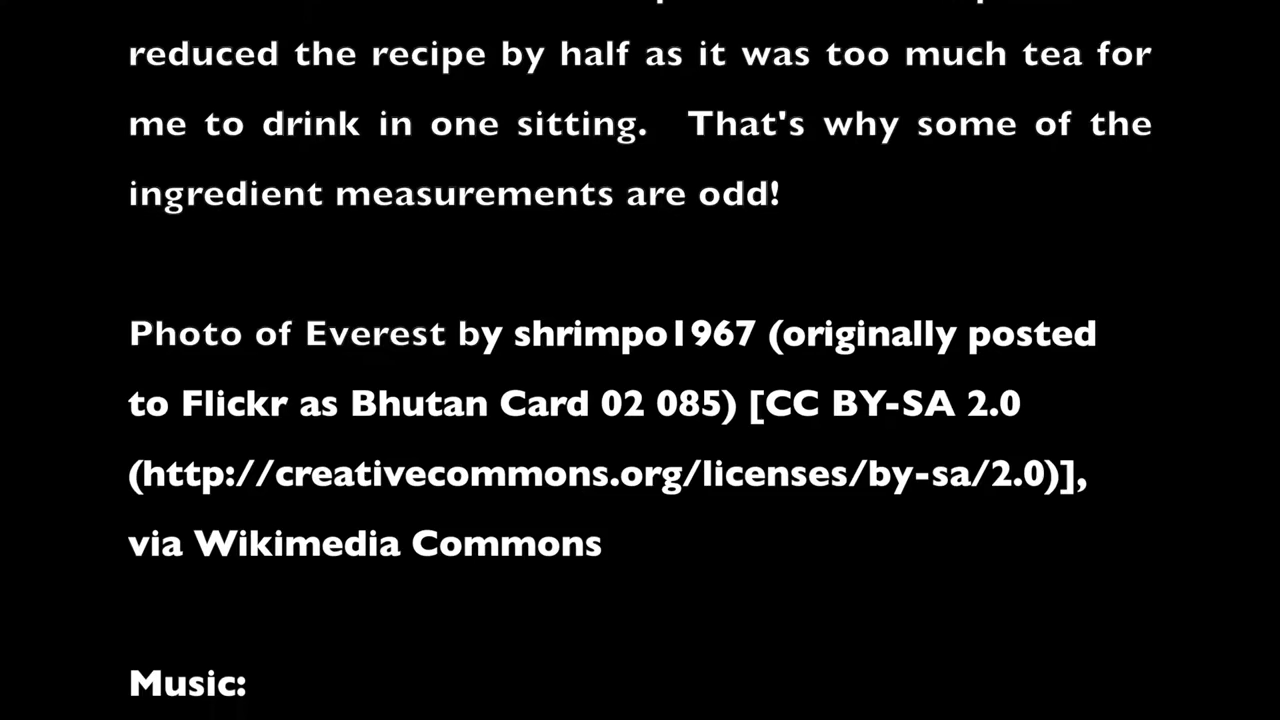 reduced the recipe by half as it was too much tea for
me to drink in one sitting. That's why some of the
ingredient measurements are odd!
Photo of Everest by shrimpo1967 (originally posted
to Flickr as Bhutan Card 02 085) [CC BY-SA 2.0
(http://creativecommons.org/licenses/by-sa/2.0)],
via Wikimedia Commons
Music: